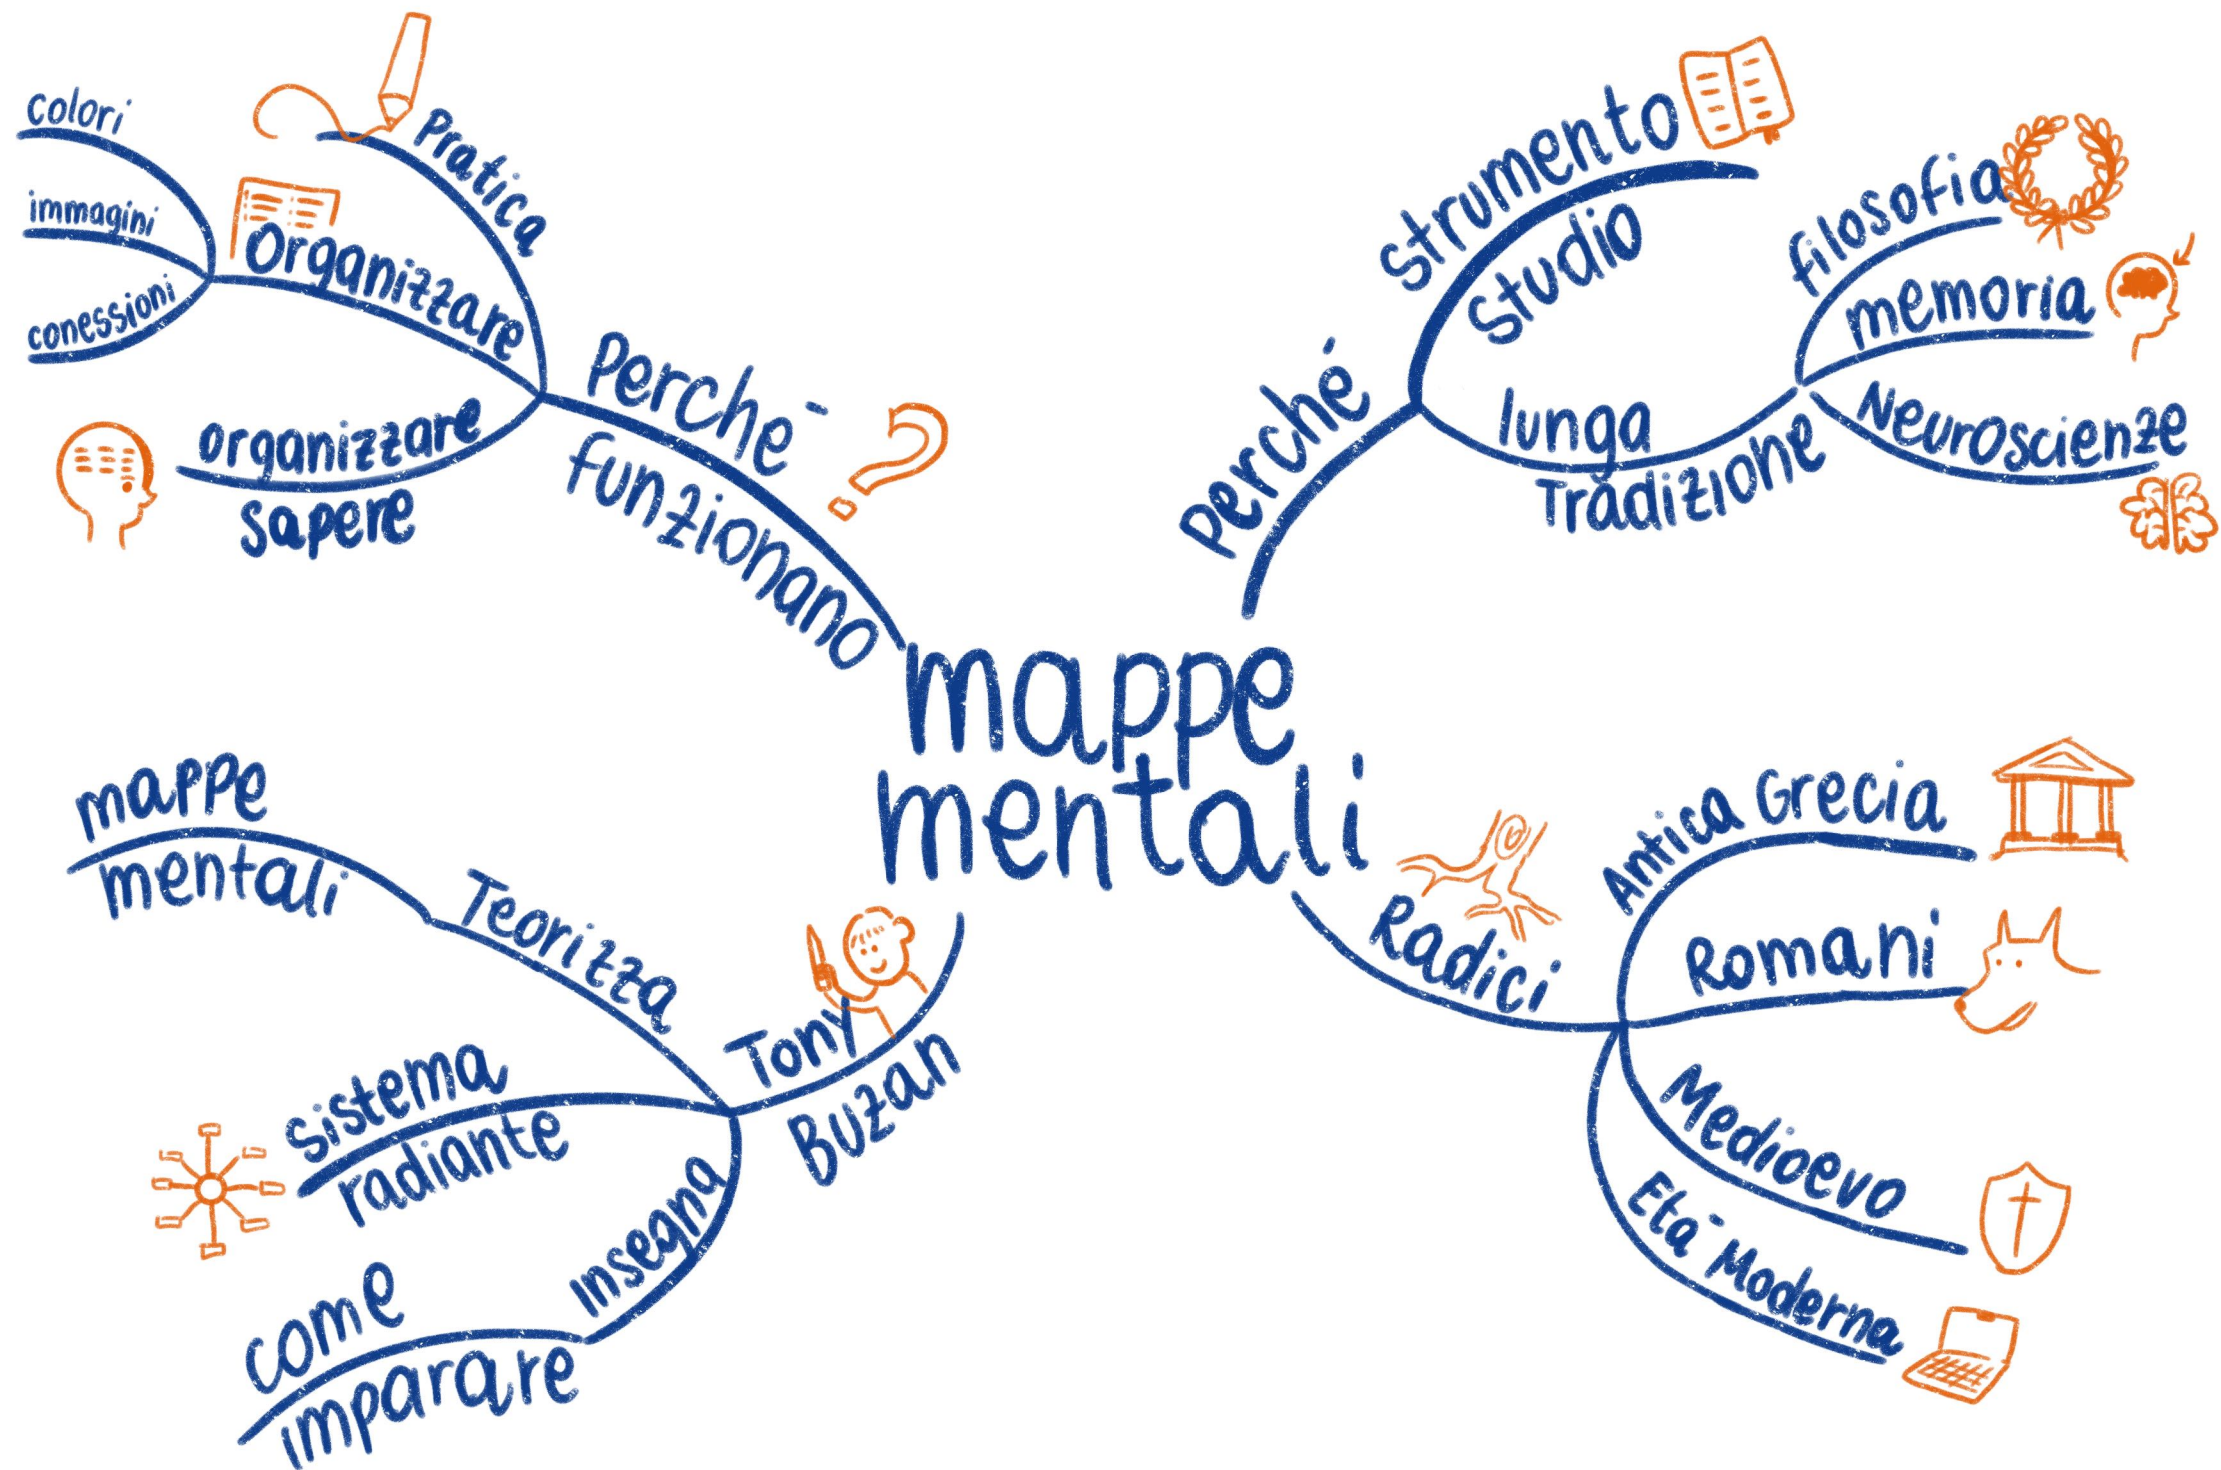 mappe
mentali
Perché
Strumento
Studio
lunga
Tradizione
filosofia
memoria
Neuroscienze
Radici
Antica Grecia
Romani
Medioevo
Età Moderna
Tony
Buzan
Teorizza
mappe
mentali
sistema
radiante
Insegna
come
imparare
Perché
funzionano
Pratica
Organizzare
colori
immagini
conessioni
organizzare
sapere